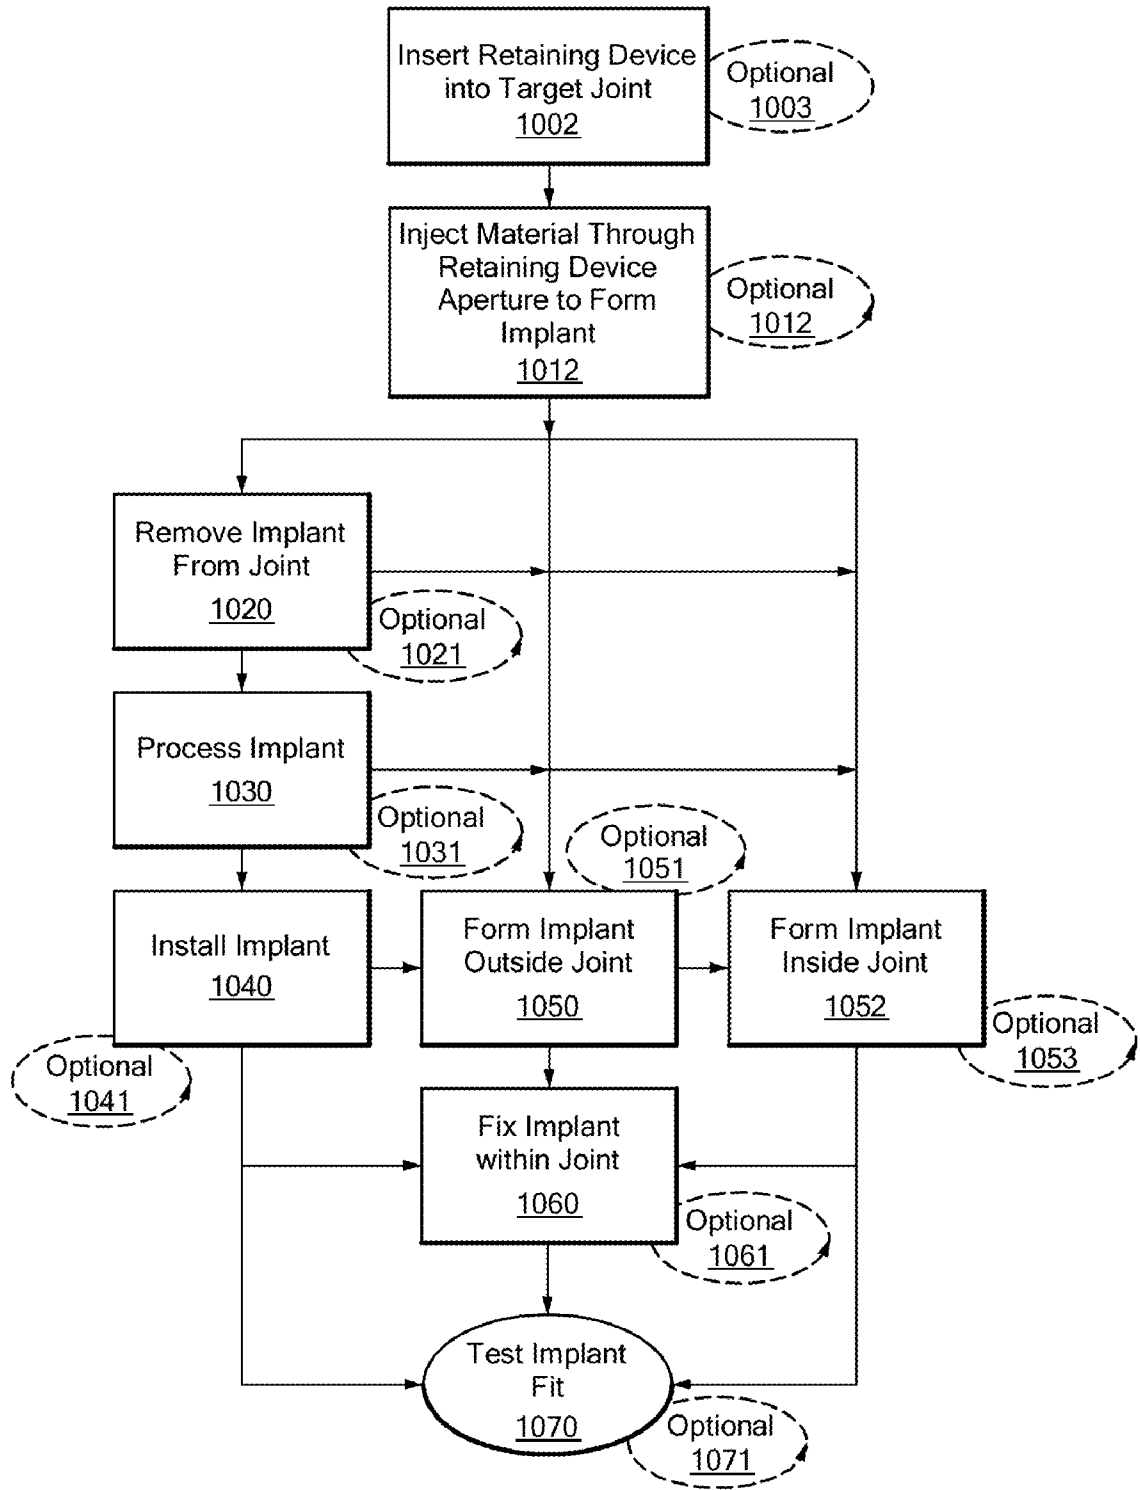 Insert Retaining Device
into Target Joint
1002
Optional
1003
Inject Material Through
Retaining Device
Aperture to Form
Implant
1012
Optional
1012
Remove Implant
From Joint
1020
Optional
1021
Process Implant
1030
Optional
1031
Optional
1051
Install Implant
1040
Form Implant
Outside Joint
1050
Form Implant
Inside Joint
1052
Optional
1041
Optional
1053
Fix Implant
within Joint
1060
Optional
1061
Test Implant
Fit
1070
Optional
1071